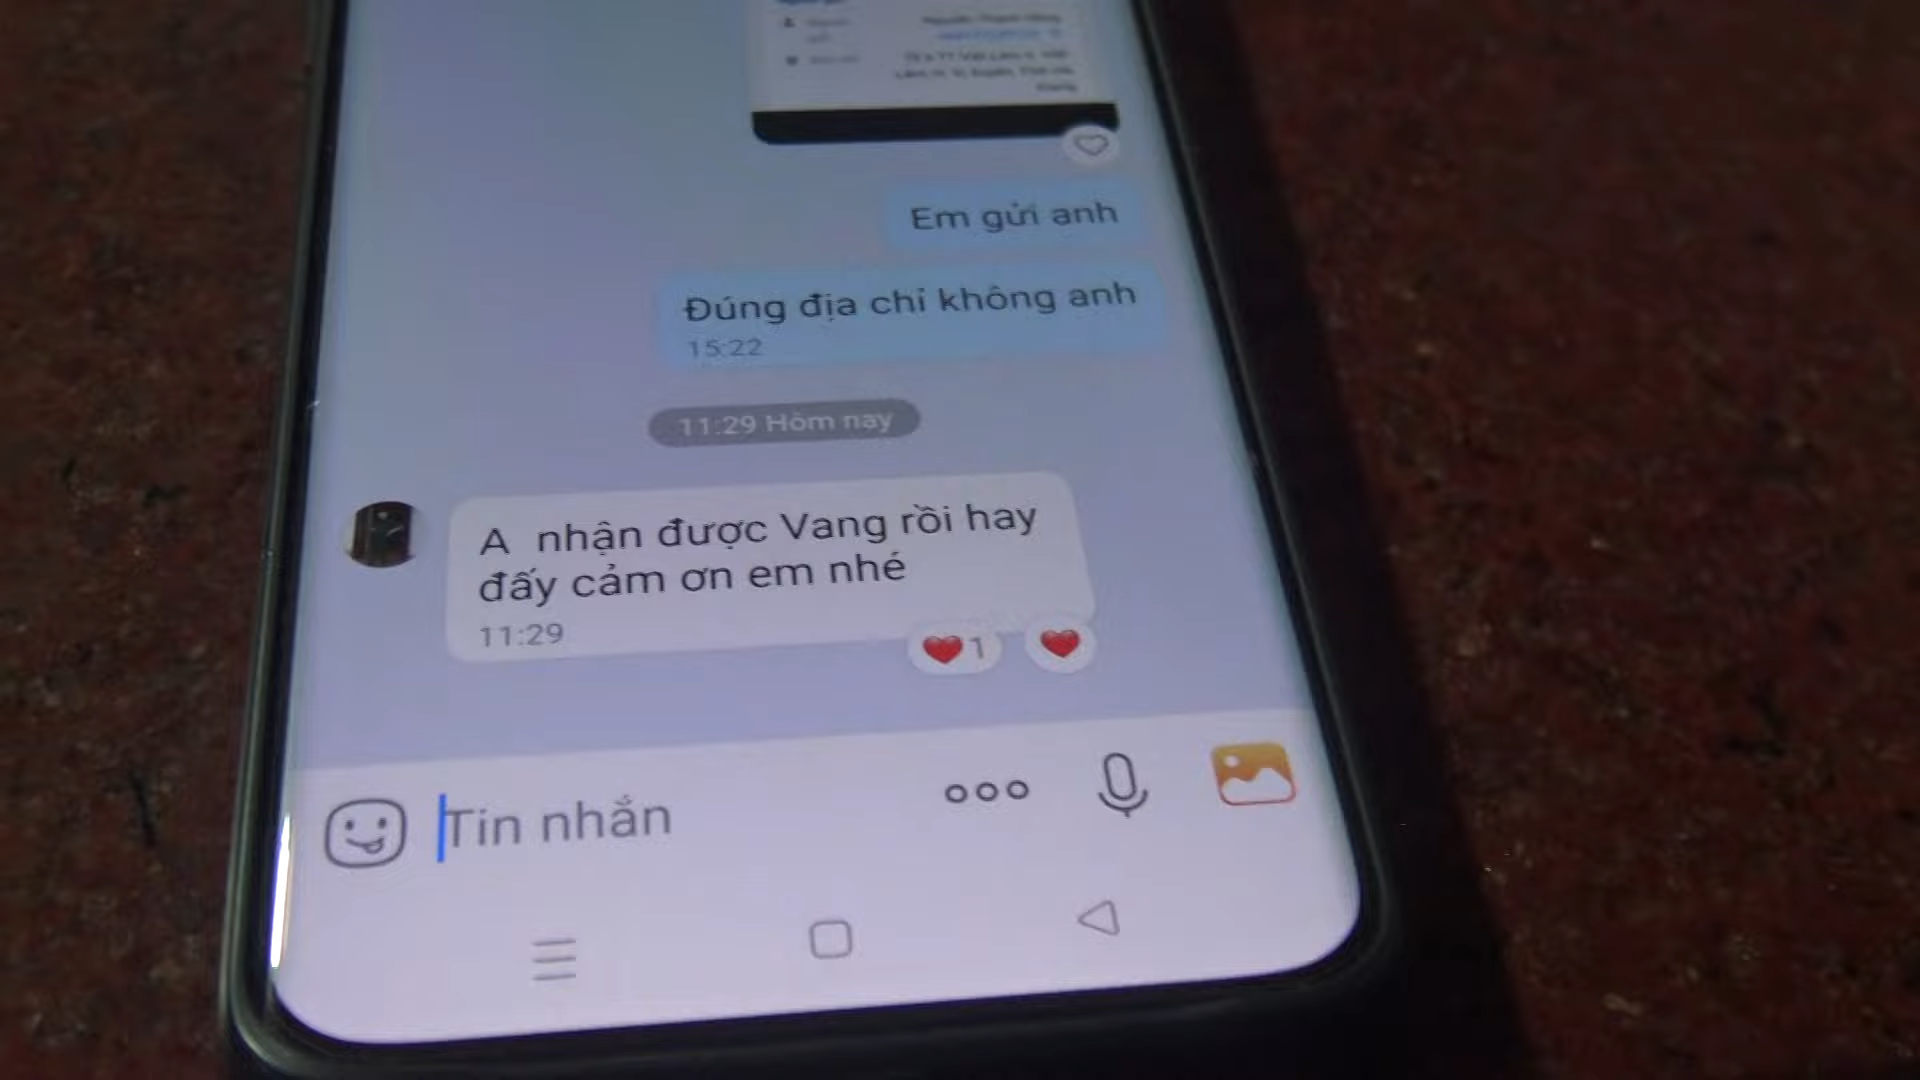 Em gửi anh
Đúng địa chỉ không anh
15:22
11:29 Hôm nay
A nhận được Vang rồi hay
đấy cảm ơn em nhé
11:29
1
Tin nhắn